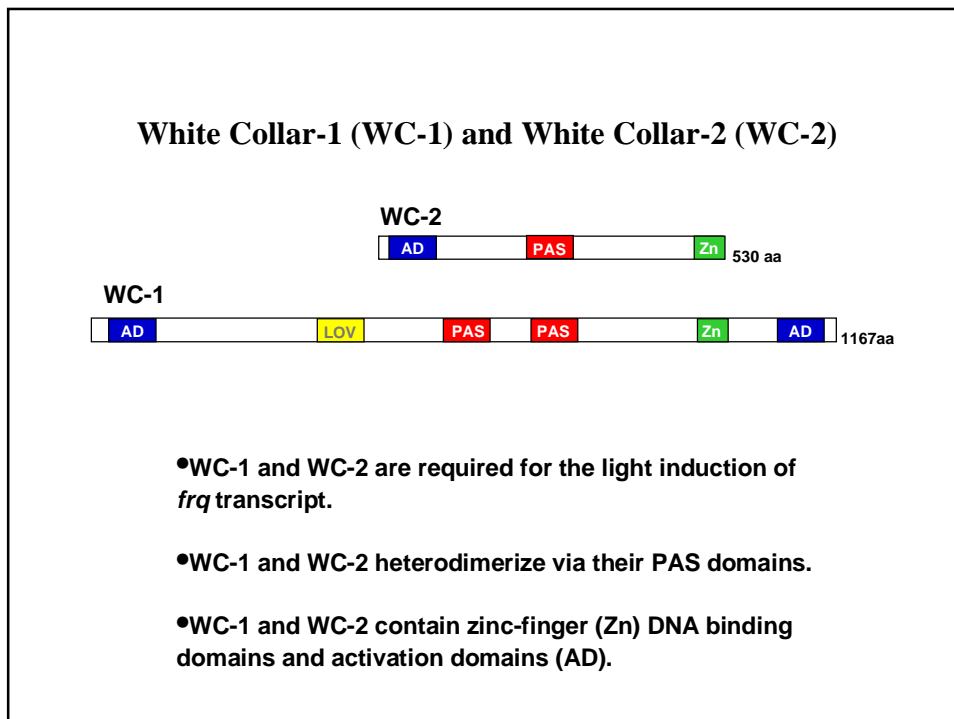 White Collar-1 (WC-1) and White Collar-2 (WC-2)
WC-2
AD PAS Zn 530 aa
WC-1
AD LOV PAS PAS Zn AD 1167aa
•WC-1 and WC-2 are required for the light induction of
frq transcript.
•WC-1 and WC-2 heterodimerize via their PAS domains.
•WC-1 and WC-2 contain zinc-finger (Zn) DNA binding
domains and activation domains (AD).